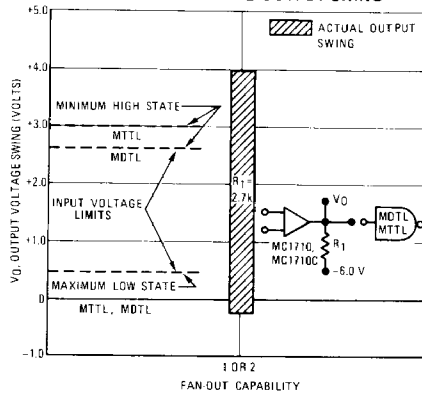 ACTUAL OUTPUT
SWING
+5.0
+4.0
+3.0
+2.0
+1.0
0
-1.0
VO, OUTPUT VOLTAGE SWING (VOLTS)
MINIMUM HIGH STATE
MTTL
MDTL
INPUT VOLTAGE
LIMITS
MAXIMUM LOW STATE
MTTL, MDTL
R1 =
2.7k
VO
MC1710,
MC1710C
R1
-6.0 V
MDTL
MTTL
1 OR 2
FAN-OUT CAPABILITY